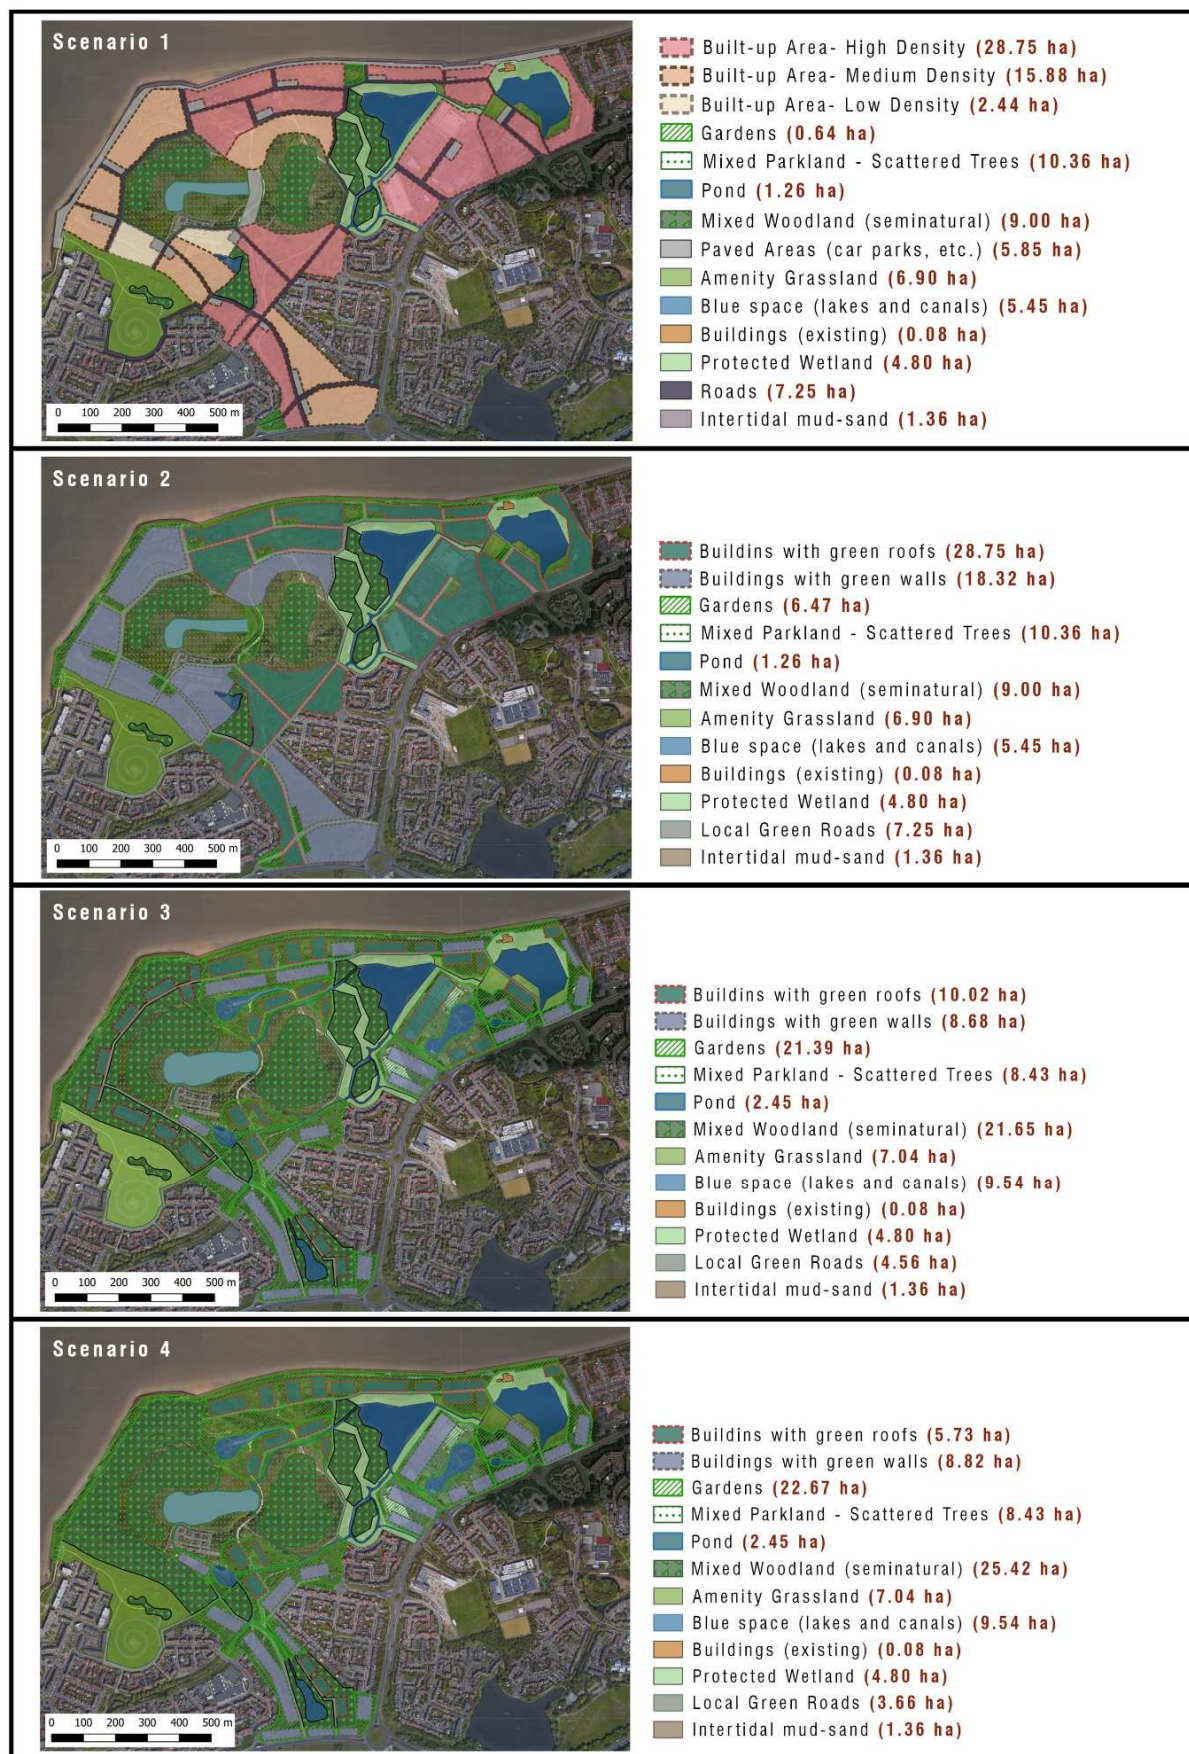 Scenario 1
Built-up Area- High Density (28.75 ha)
Built-up Area- Medium Density (15.88 ha)
Built-up Area- Low Density (2.44 ha)
Gardens (0.64 ha)
Mixed Parkland - Scattered Trees (10.36 ha)
Pond (1.26 ha)
Mixed Woodland (seminatural) (9.00 ha)
Paved Areas (car parks, etc.) (5.85 ha)
Amenity Grassland (6.90 ha)
Blue space (lakes and canals) (5.45 ha)
Buildings (existing) (0.08 ha)
Protected Wetland (4.80 ha)
Roads (7.25 ha)
Intertidal mud-sand (1.36 ha)
0 100 200 300 400 500 m
Scenario 2
Buildins with green roofs (28.75 ha)
Buildings with green walls (18.32 ha)
Gardens (6.47 ha)
Mixed Parkland - Scattered Trees (10.36 ha)
Pond (1.26 ha)
Mixed Woodland (seminatural) (9.00 ha)
Amenity Grassland (6.90 ha)
Blue space (lakes and canals) (5.45 ha)
Buildings (existing) (0.08 ha)
Protected Wetland (4.80 ha)
Local Green Roads (7.25 ha)
Intertidal mud-sand (1.36 ha)
0 100 200 300 400 500 m
Scenario 3
Buildins with green roofs (10.02 ha)
Buildings with green walls (8.68 ha)
Gardens (21.39 ha)
Mixed Parkland - Scattered Trees (8.43 ha)
Pond (2.45 ha)
Mixed Woodland (seminatural) (21.65 ha)
Amenity Grassland (7.04 ha)
Blue space (lakes and canals) (9.54 ha)
Buildings (existing) (0.08 ha)
Protected Wetland (4.80 ha)
Local Green Roads (4.56 ha)
Intertidal mud-sand (1.36 ha)
0 100 200 300 400 500 m
Scenario 4
Buildins with green roofs (5.73 ha)
Buildings with green walls (8.82 ha)
Gardens (22.67 ha)
Mixed Parkland - Scattered Trees (8.43 ha)
Pond (2.45 ha)
Mixed Woodland (seminatural) (25.42 ha)
Amenity Grassland (7.04 ha)
Blue space (lakes and canals) (9.54 ha)
Buildings (existing) (0.08 ha)
Protected Wetland (4.80 ha)
Local Green Roads (3.66 ha)
Intertidal mud-sand (1.36 ha)
0 100 200 300 400 500 m